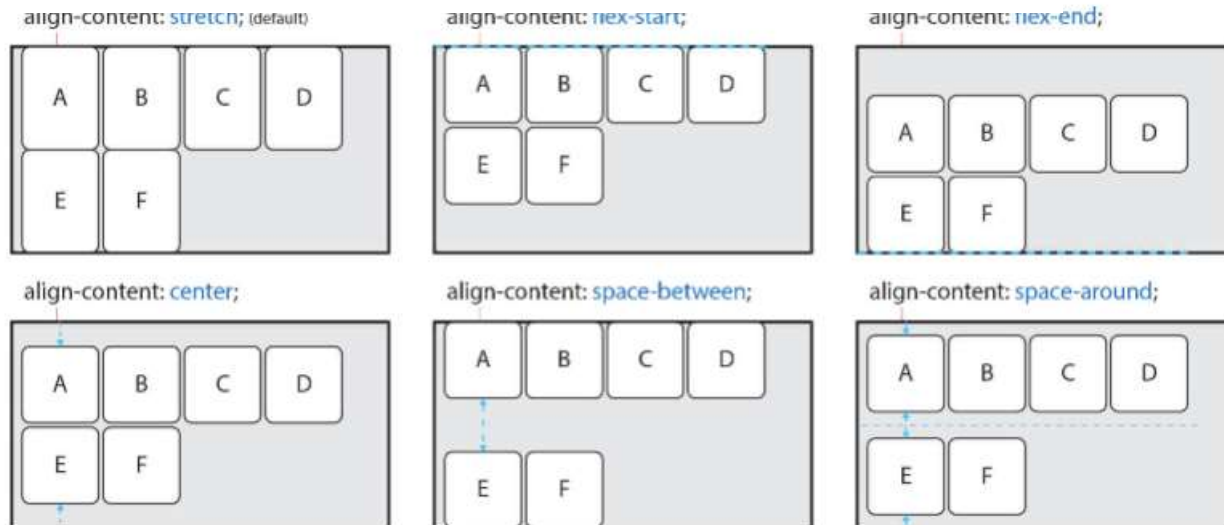 align-content: stretch; (default)
align-content: flex-start;
align-content: flex-end;
A B C D
E F
A B C D
E F
A B C D
E F
align-content: center;
align-content: space-between;
align-content: space-around;
A B C D
E F
A B C D
E F
A B C D
E F